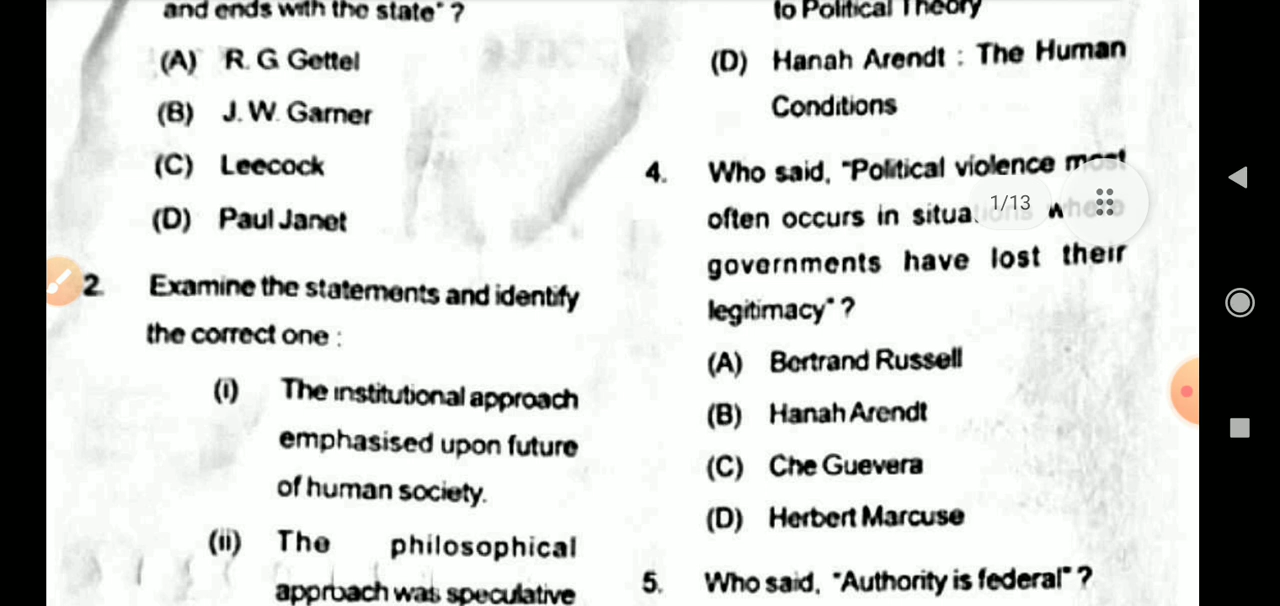 and ends with the state" ?
(A) R. G. Gettel
(B) J. W. Garner
(C) Leecock
(D) Paul Janet
2. Examine the statements and identify
the correct one :
(i) The institutional approach
emphasised upon future
of human society.
(ii) The philosophical
approach was speculative
to Political Theory
(D) Hanah Arendt : The Human
Conditions
4. Who said, "Political violence most
often occurs in situations where
governments have lost their
legitimacy" ?
(A) Bertrand Russell
(B) Hanah Arendt
(C) Che Guevera
(D) Herbert Marcuse
5. Who said, "Authority is federal" ?
1/13